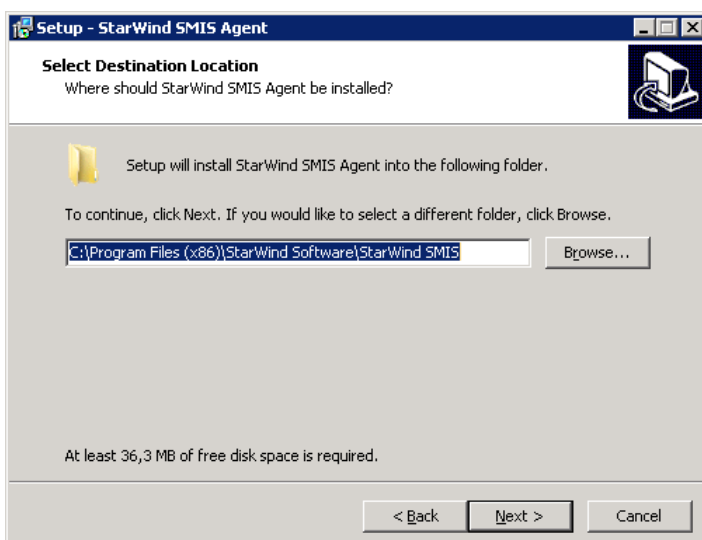 Setup - StarWind SMIS Agent
Select Destination Location
Where should StarWind SMIS Agent be installed?
Setup will install StarWind SMIS Agent into the following folder.
To continue, click Next. If you would like to select a different folder, click Browse.
C:\Program Files (x86)\StarWind Software\StarWind SMIS
Browse...
At least 36,3 MB of free disk space is required.
< Back
Next >
Cancel